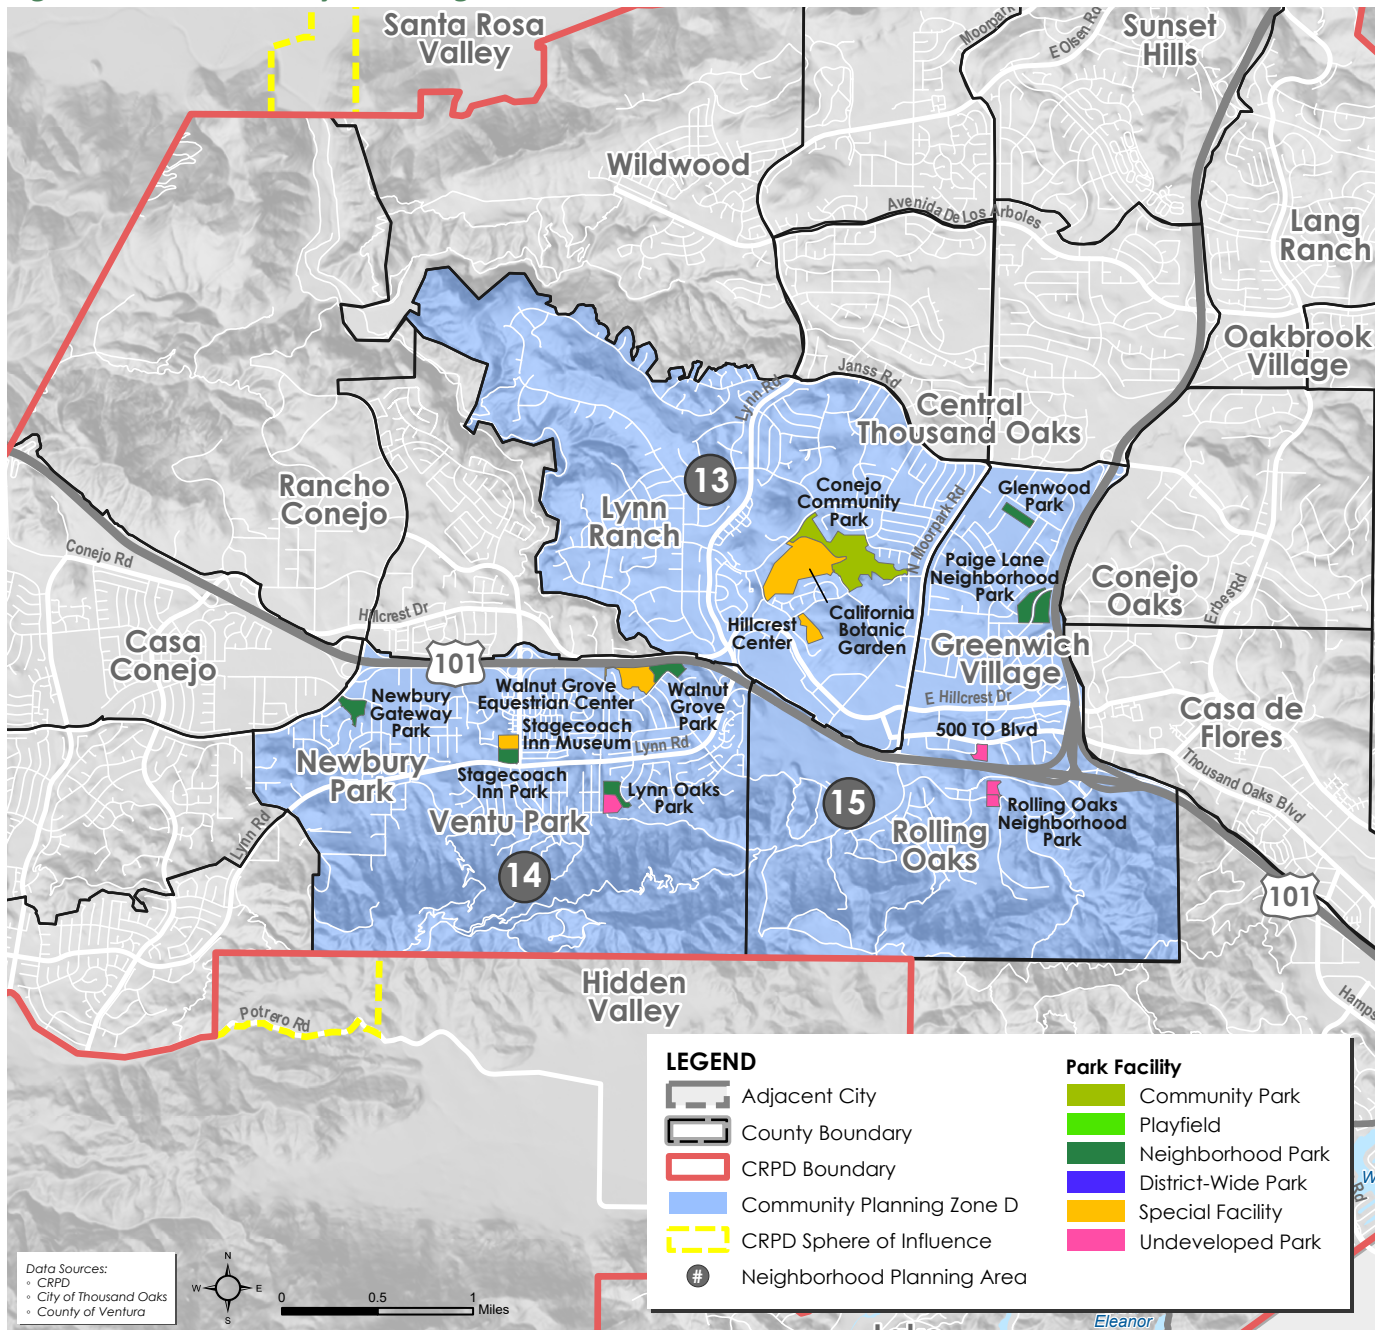 Santa Rosa
Valley
Moorpark
E Olsen Rd
Sunset
Hills
Wildwood
Avenida De Los Arboles
Lang
Ranch
Oakbrook
Village
Janss Rd
Lynn Rd
Central
Thousand Oaks
13
Rancho
Conejo
Lynn
Ranch
Conejo
Community
Park
N Moorpark Rd
Glenwood
Park
Paige Lane
Neighborhood
Park
Conejo
Oaks
Erbes Rd
Conejo Rd
Hillcrest Dr
Casa
Conejo
101
Hillcrest
Center
California
Botanic
Garden
Greenwich
Village
E Hillcrest Dr
Walnut Grove
Equestrian Center
Walnut
Grove
Park
Newbury
Gateway
Park
Stagecoach
Inn Museum
Lynn Rd
500 TO Blvd
Casa de
Flores
Thousand Oaks Blvd
Newbury
Park
Stagecoach
Inn Park
Lynn Oaks
Park
Ventu Park
14
15
Rolling
Oaks
Rolling Oaks
Neighborhood
Park
Lynn Rd
101
Hidden
Valley
Potrero Rd
Hamps
LEGEND
Adjacent City
County Boundary
CRPD Boundary
Community Planning Zone D
CRPD Sphere of Influence
# Neighborhood Planning Area
Park Facility
Community Park
Playfield
Neighborhood Park
District-Wide Park
Special Facility
Undeveloped Park
W
Rd
Data Sources:
◦ CRPD
◦ City of Thousand Oaks
◦ County of Ventura
N
W E
S
0 0.5 1
Miles
Eleanor